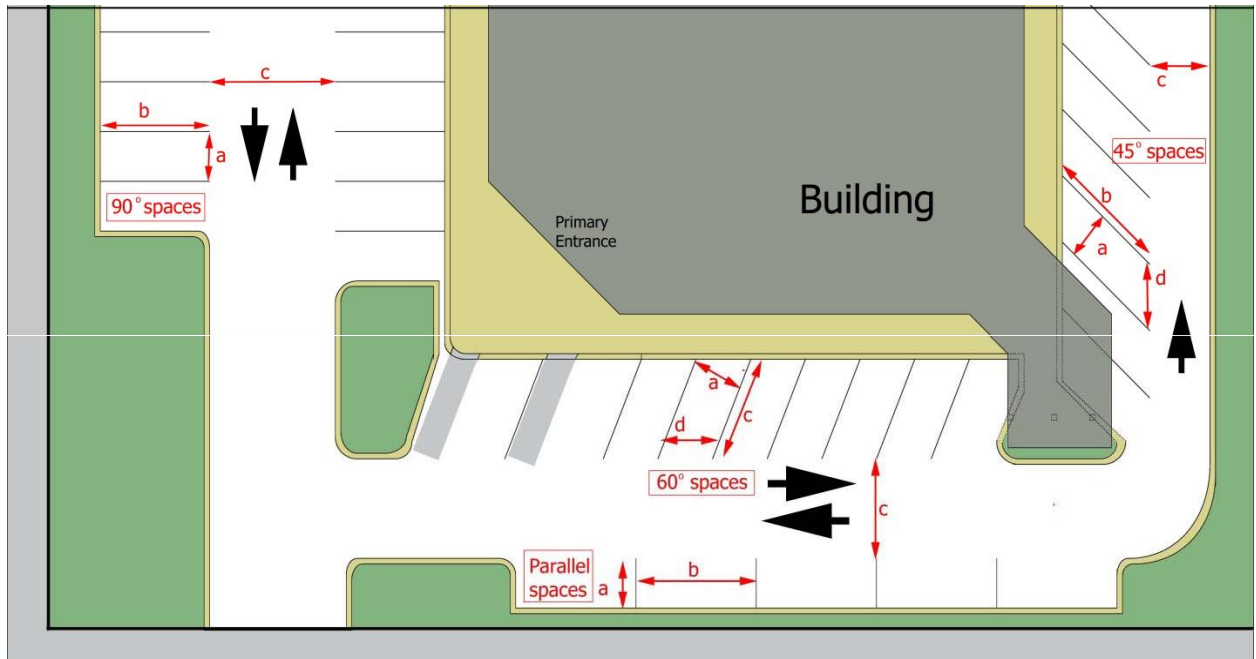 c
b
a
90° spaces
Primary
Entrance
Building
c
45° spaces
b
a
d
a
c
d
60° spaces
c
Parallel
spaces
a
b